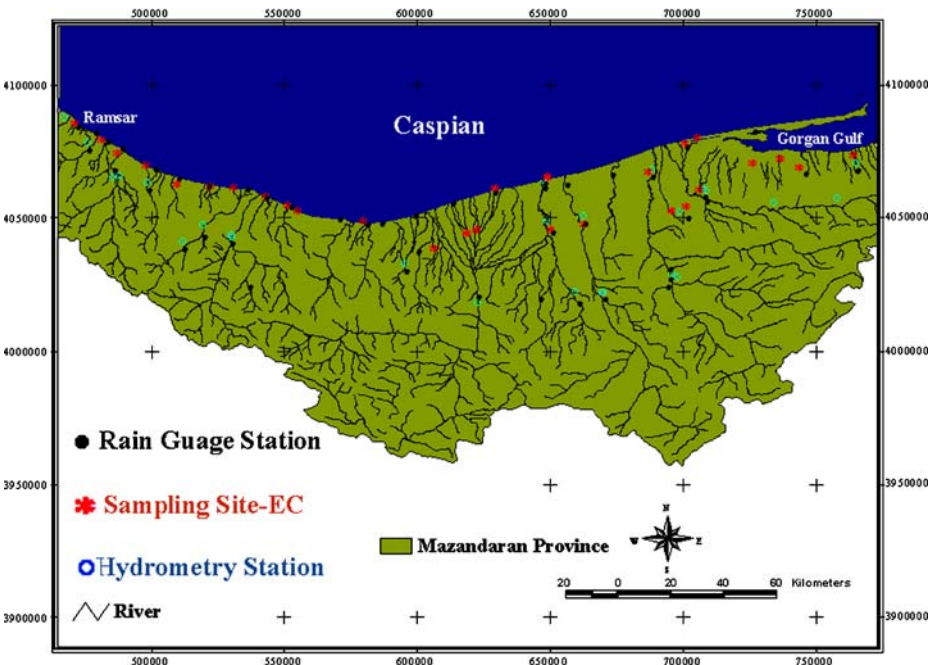 500000 550000 600000 650000 700000 750000
4100000 4100000
Ramsar
Caspian
Gorgan Gulf
4050000 4050000
4000000 4000000
Rain Guage Station
Sampling Site-EC
3950000 3950000
N
W E
S
Mazandaran Province
Hydrometry Station
20 0 20 40 60 Kilometers
River
3900000 3900000
500000 550000 600000 650000 700000 750000